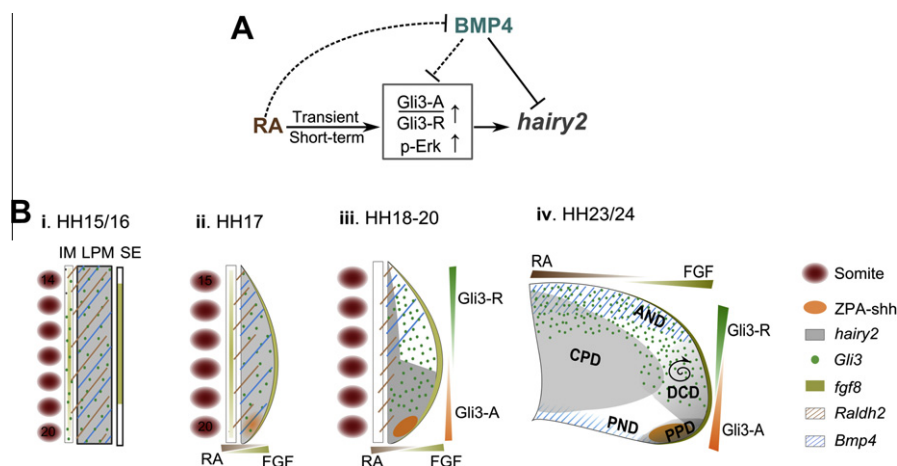 A
BMP4
RA
Transient
Short-term
Gli3-A
Gli3-R
↑
p-Erk ↑
hairy2
B
i. HH15/16
ii. HH17
iii. HH18-20
iv. HH23/24
IM LPM SE
14
20
15
20
RA
FGF
RA
FGF
Gli3-R
Gli3-A
RA
FGF
AND
CPD
DCD
PND
PPD
Gli3-R
Gli3-A
Somite
ZPA-shh
hairy2
Gli3
fgf8
Raldh2
Bmp4